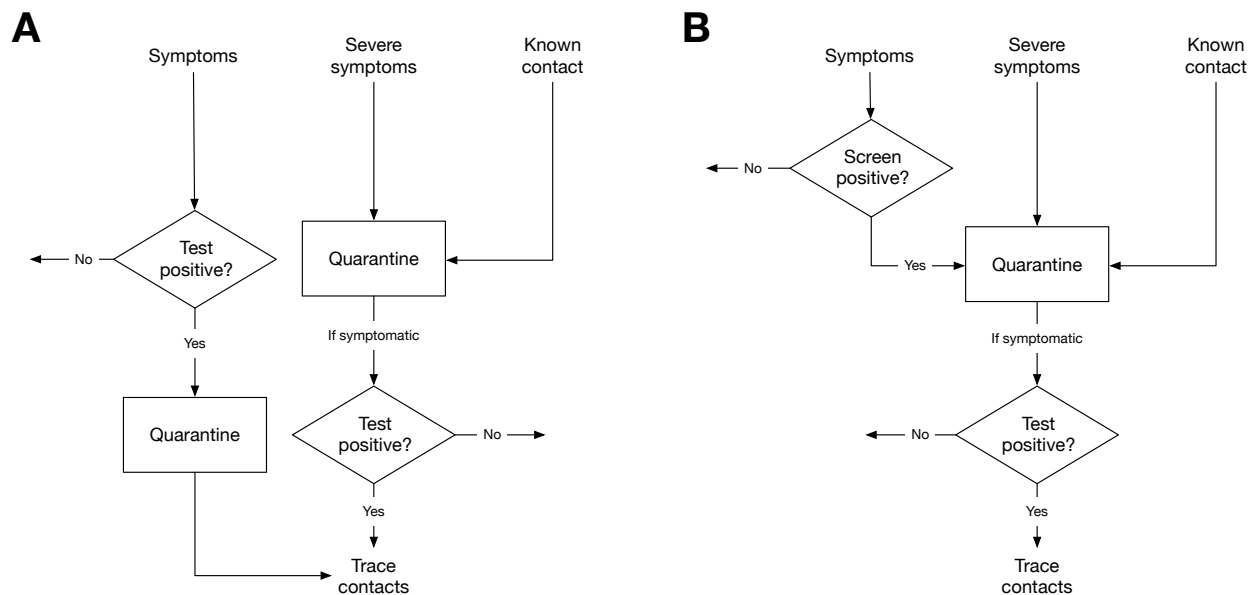 A
Symptoms
Severe
symptoms
Known
contact
No
Test
positive?
Quarantine
Yes
If symptomatic
Quarantine
Test
positive?
No
Yes
Trace
contacts
B
Symptoms
Severe
symptoms
Known
contact
No
Screen
positive?
Yes
Quarantine
If symptomatic
No
Test
positive?
Yes
Trace
contacts